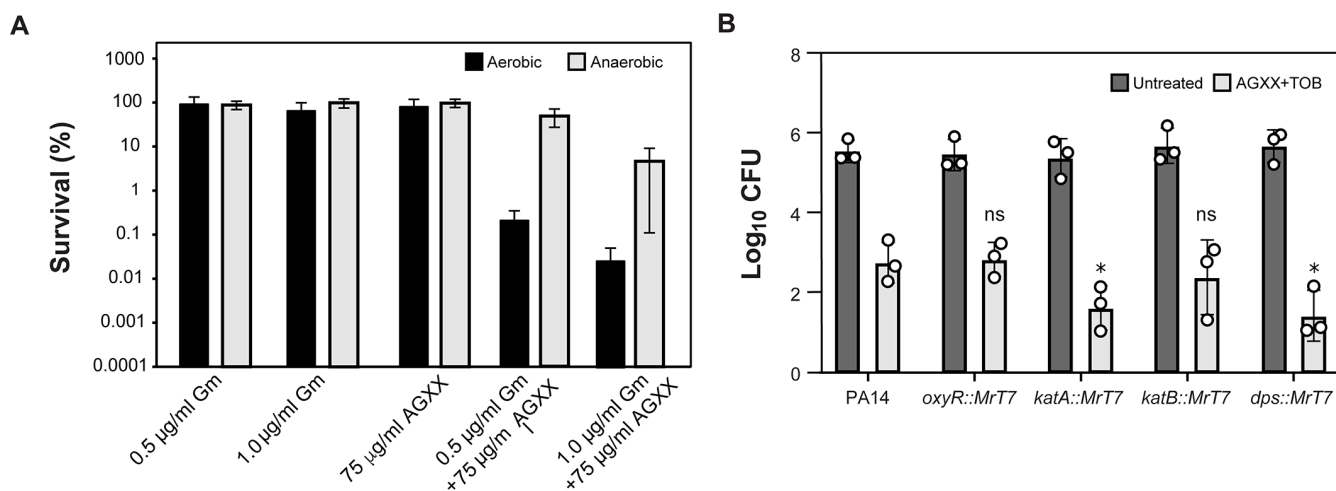 A
Survival (%)
1000
100
10
1
0.1
0.01
0.001
0.0001
Aerobic
Anaerobic
0.5 µg/ml Gm
1.0 µg/ml Gm
75 µg/ml AGXX
0.5 µg/ml Gm
+75 µg/m AGXX
l
1.0 µg/ml Gm
+75 µg/ml AGXX
B
Log10 CFU
8
6
4
2
0
Untreated
AGXX+TOB
ns
*
ns
*
PA14
oxyR::MrT7
katA::MrT7
katB::MrT7
dps::MrT7